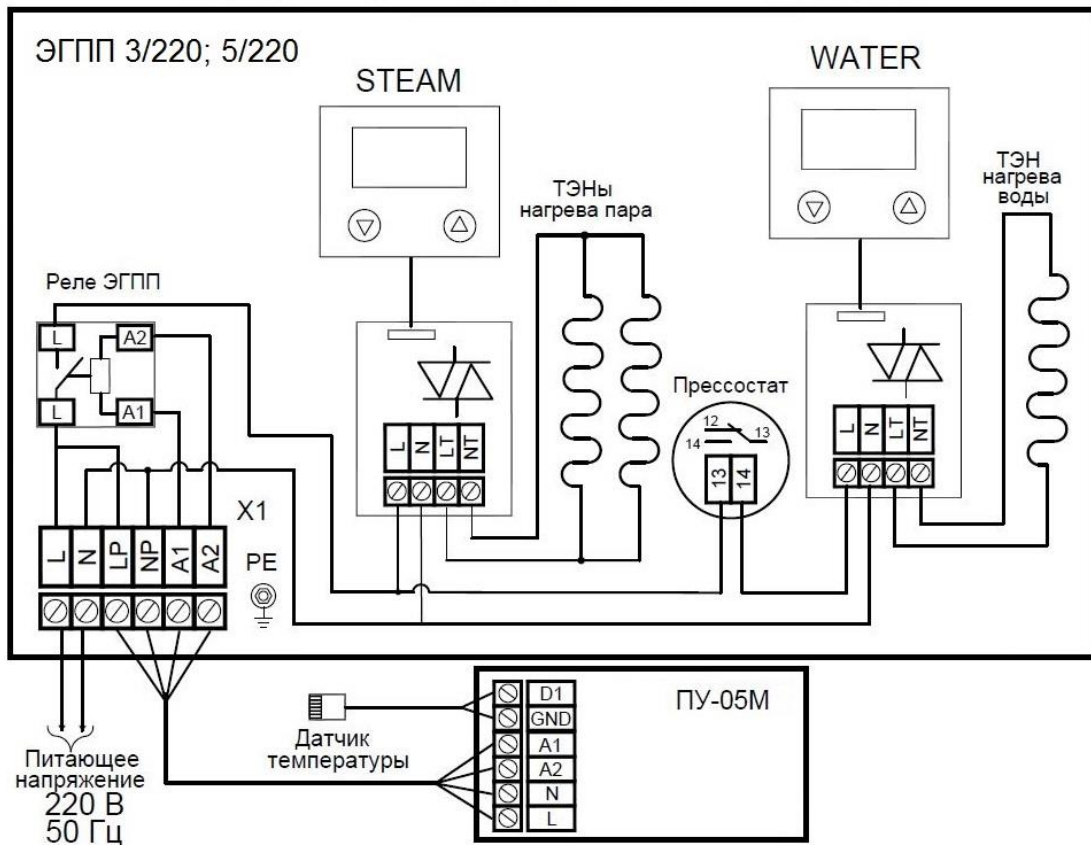 ЭГПП 3/220; 5/220
STEAM
WATER
ТЭНы
нагрева пара
ТЭН
нагрева
воды
Реле ЭГПП
L
A2
L
A1
Прессостат
12
13
14
13
14
L
N
LT
NT
L
N
LT
NT
X1
L
N
LP
NP
A1
A2
PE
Питающее
напряжение
220 В
50 Гц
Датчик
температуры
D1
GND
A1
A2
N
L
ПУ-05М